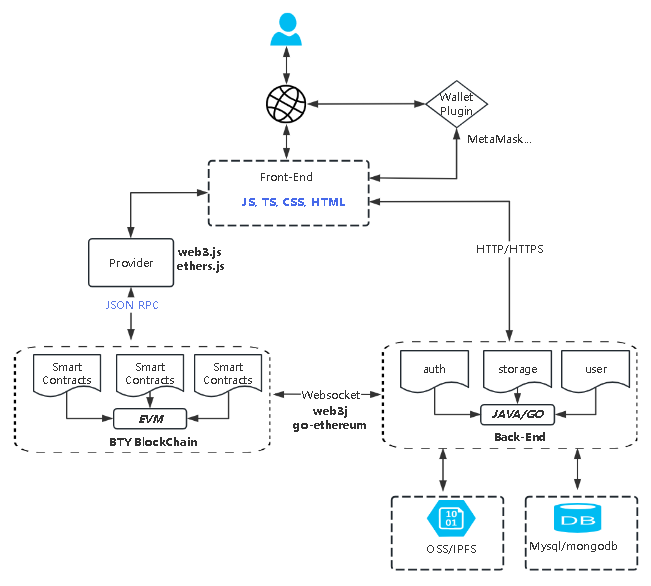 Wallet
Plugin
MetaMask...
Front-End
JS, TS, CSS, HTML
HTTP/HTTPS
Provider
web3.js
ethers.js
JSON RPC
Smart
Contracts
Smart
Contracts
Smart
Contracts
EVM
BTY BlockChain
Websocket
web3j
go-ethereum
auth
storage
user
JAVA/GO
Back-End
10
01
OSS/IPFS
DB
Mysql/mongodb